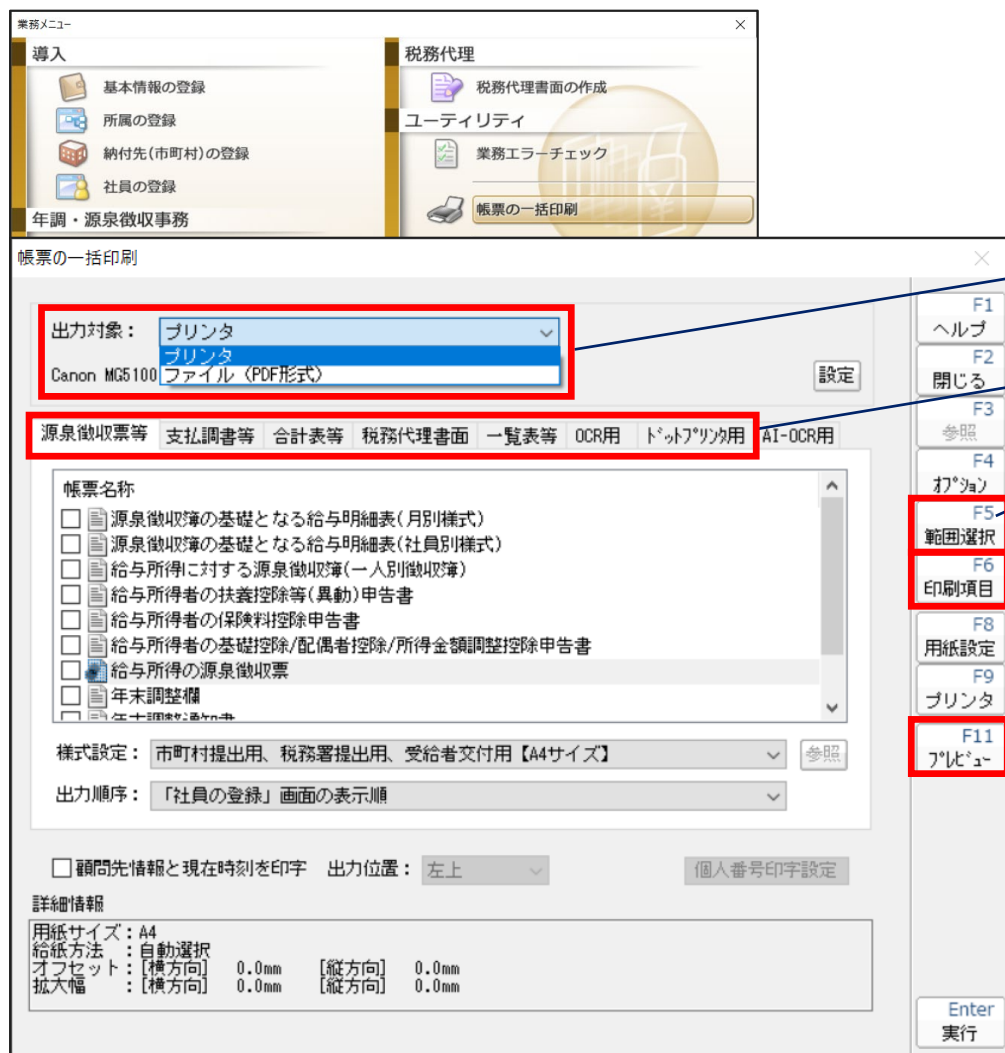 業務メニュー
導入
基本情報の登録
所属の登録
納付先(市町村)の登録
社員の登録
年調・源泉徴収事務
税務代理
税務代理書面の作成
ユーティリティ
業務エラーチェック
帳票の一括印刷
帳票の一括印刷
出力対象： プリンタ
プリンタ
Canon MG5100 ファイル（PDF形式）
設定
源泉徴収票等 支払調書等 合計表等 税務代理書面 一覧表等 OCR用 ﾄﾞｯﾄﾌﾟﾘﾝﾀ用 AI-OCR用
帳票名称
源泉徴収簿の基礎となる給与明細表(月別様式)
源泉徴収簿の基礎となる給与明細表(社員別様式)
給与所得に対する源泉徴収簿(一人別徴収簿)
給与所得者の扶養控除等(異動)申告書
給与所得者の保険料控除申告書
給与所得者の基礎控除/配偶者控除/所得金額調整控除申告書
給与所得の源泉徴収票
年末調整欄
年末調整通知書
様式設定： 市町村提出用、税務署提出用、受給者交付用【A4サイズ】 参照
出力順序： 「社員の登録」画面の表示順
顧問先情報と現在時刻を印字 出力位置： 左上 個人番号印字設定
詳細情報
用紙サイズ：A4
給紙方法 ：自動選択
オフセット：[横方向] 0.0mm [縦方向] 0.0mm
拡大幅 ：[横方向] 0.0mm [縦方向] 0.0mm
F1
ヘルプ
F2
閉じる
F3
参照
F4
ｵﾌﾟｼｮﾝ
F5
範囲選択
F6
印刷項目
F8
用紙設定
F9
プリンタ
F11
ﾌﾟﾚﾋﾞｭｰ
Enter
実行